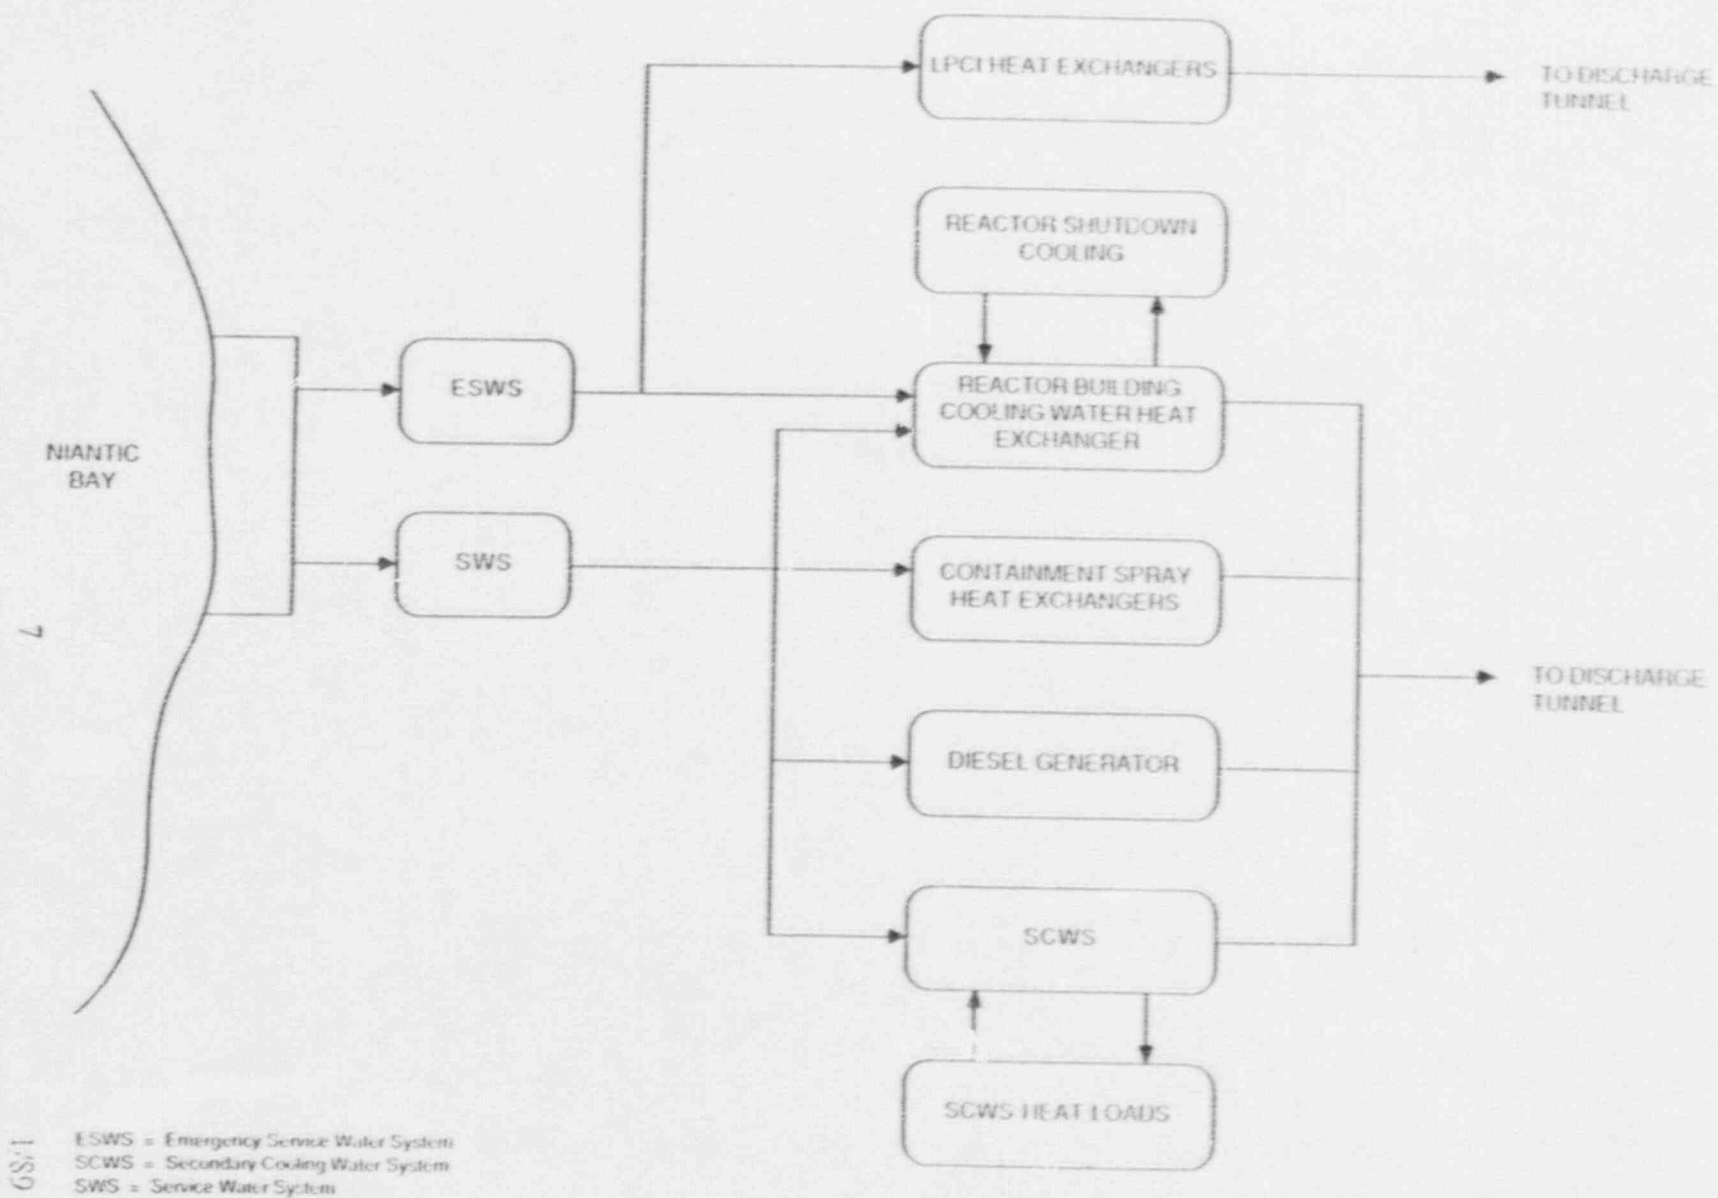 LPCI HEAT EXCHANGERS
TO DISCHARGE
TUNNEL
REACTOR SHUTDOWN
COOLING
ESWS
REACTOR BUILDING
COOLING WATER HEAT
EXCHANGER
NIANTIC
BAY
SWS
CONTAINMENT SPRAY
HEAT EXCHANGERS
7
TO DISCHARGE
TUNNEL
DIESEL GENERATOR
SCWS
SCWS HEAT LOADS
ESWS = Emergency Service Water System
SCWS = Secondary Cooling Water System
SWS = Service Water System